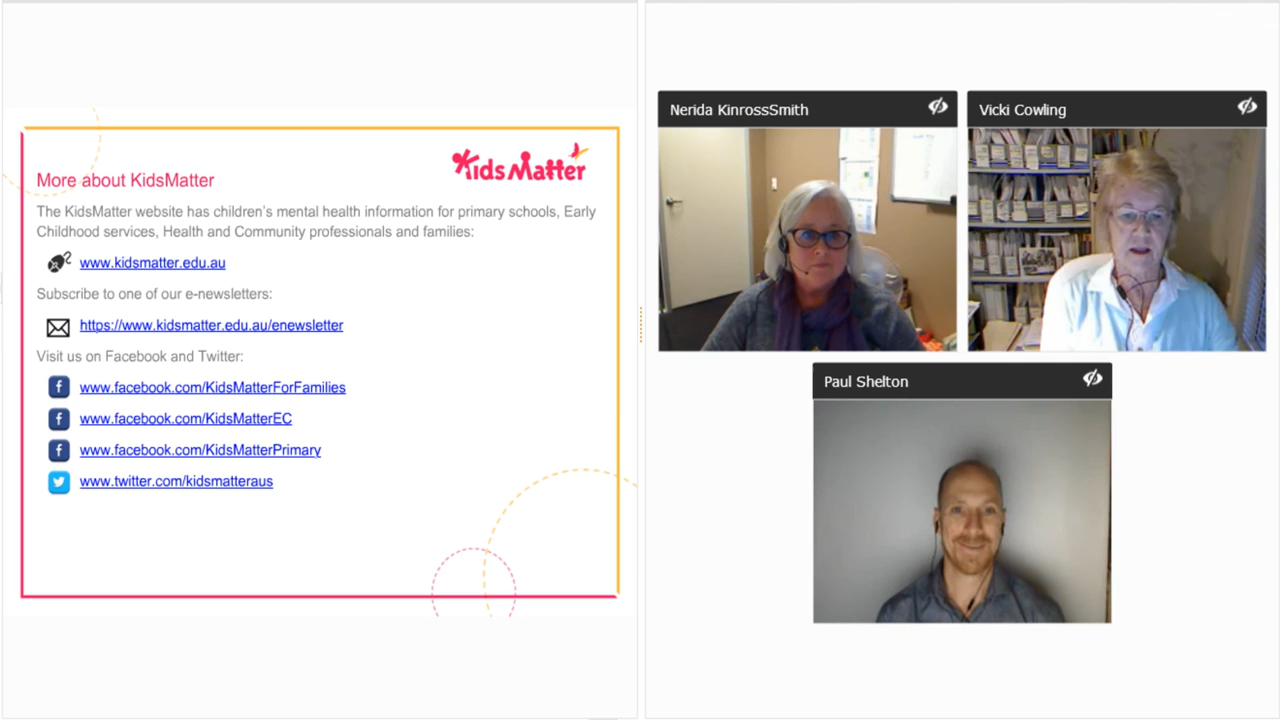 KidsMatter
More about KidsMatter
The KidsMatter website has children's mental health information for primary schools, Early
Childhood services, Health and Community professionals and families:
www.kidsmatter.edu.au
Subscribe to one of our e-newsletters:
https://www.kidsmatter.edu.au/enewsletter
Visit us on Facebook and Twitter:
www.facebook.com/KidsMatterForFamilies
www.facebook.com/KidsMatterEC
www.facebook.com/KidsMatterPrimary
www.twitter.com/kidsmatteraus
Nerida KinrossSmith
Vicki Cowling
Paul Shelton